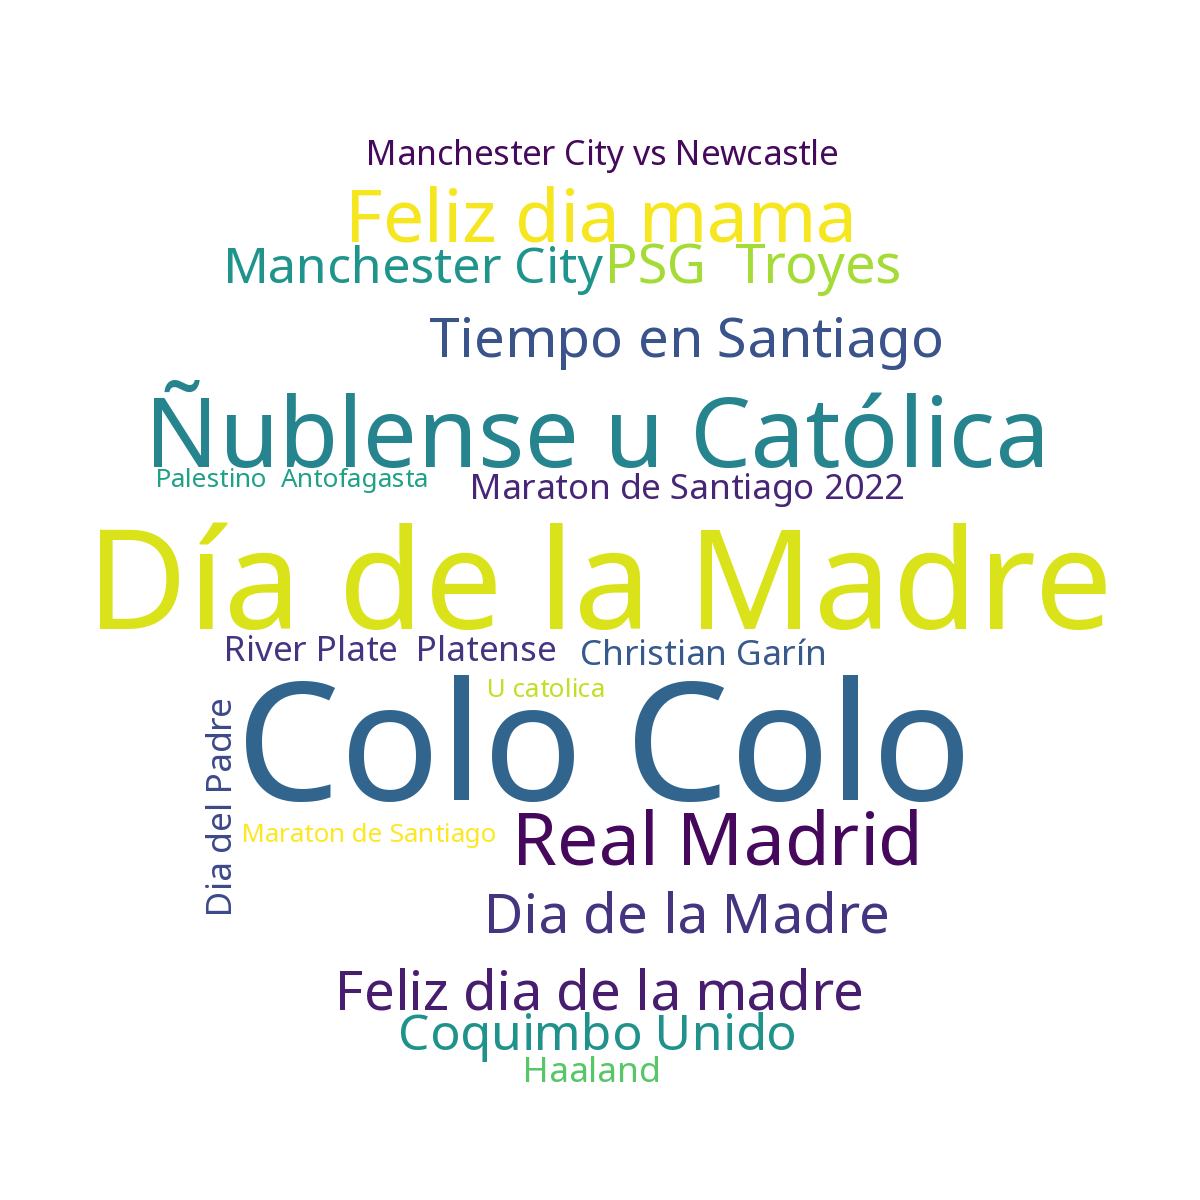 Manchester City vs Newcastle
Feliz dia mama
Manchester City
PSG  Troyes
Tiempo en Santiago
Ñublense u Católica
Palestino  Antofagasta
Maraton de Santiago 2022
Día de la Madre
River Plate  Platense
Christian Garín
U catolica
Colo Colo
Dia del Padre
Maraton de Santiago
Real Madrid
Dia de la Madre
Feliz dia de la madre
Coquimbo Unido
Haaland